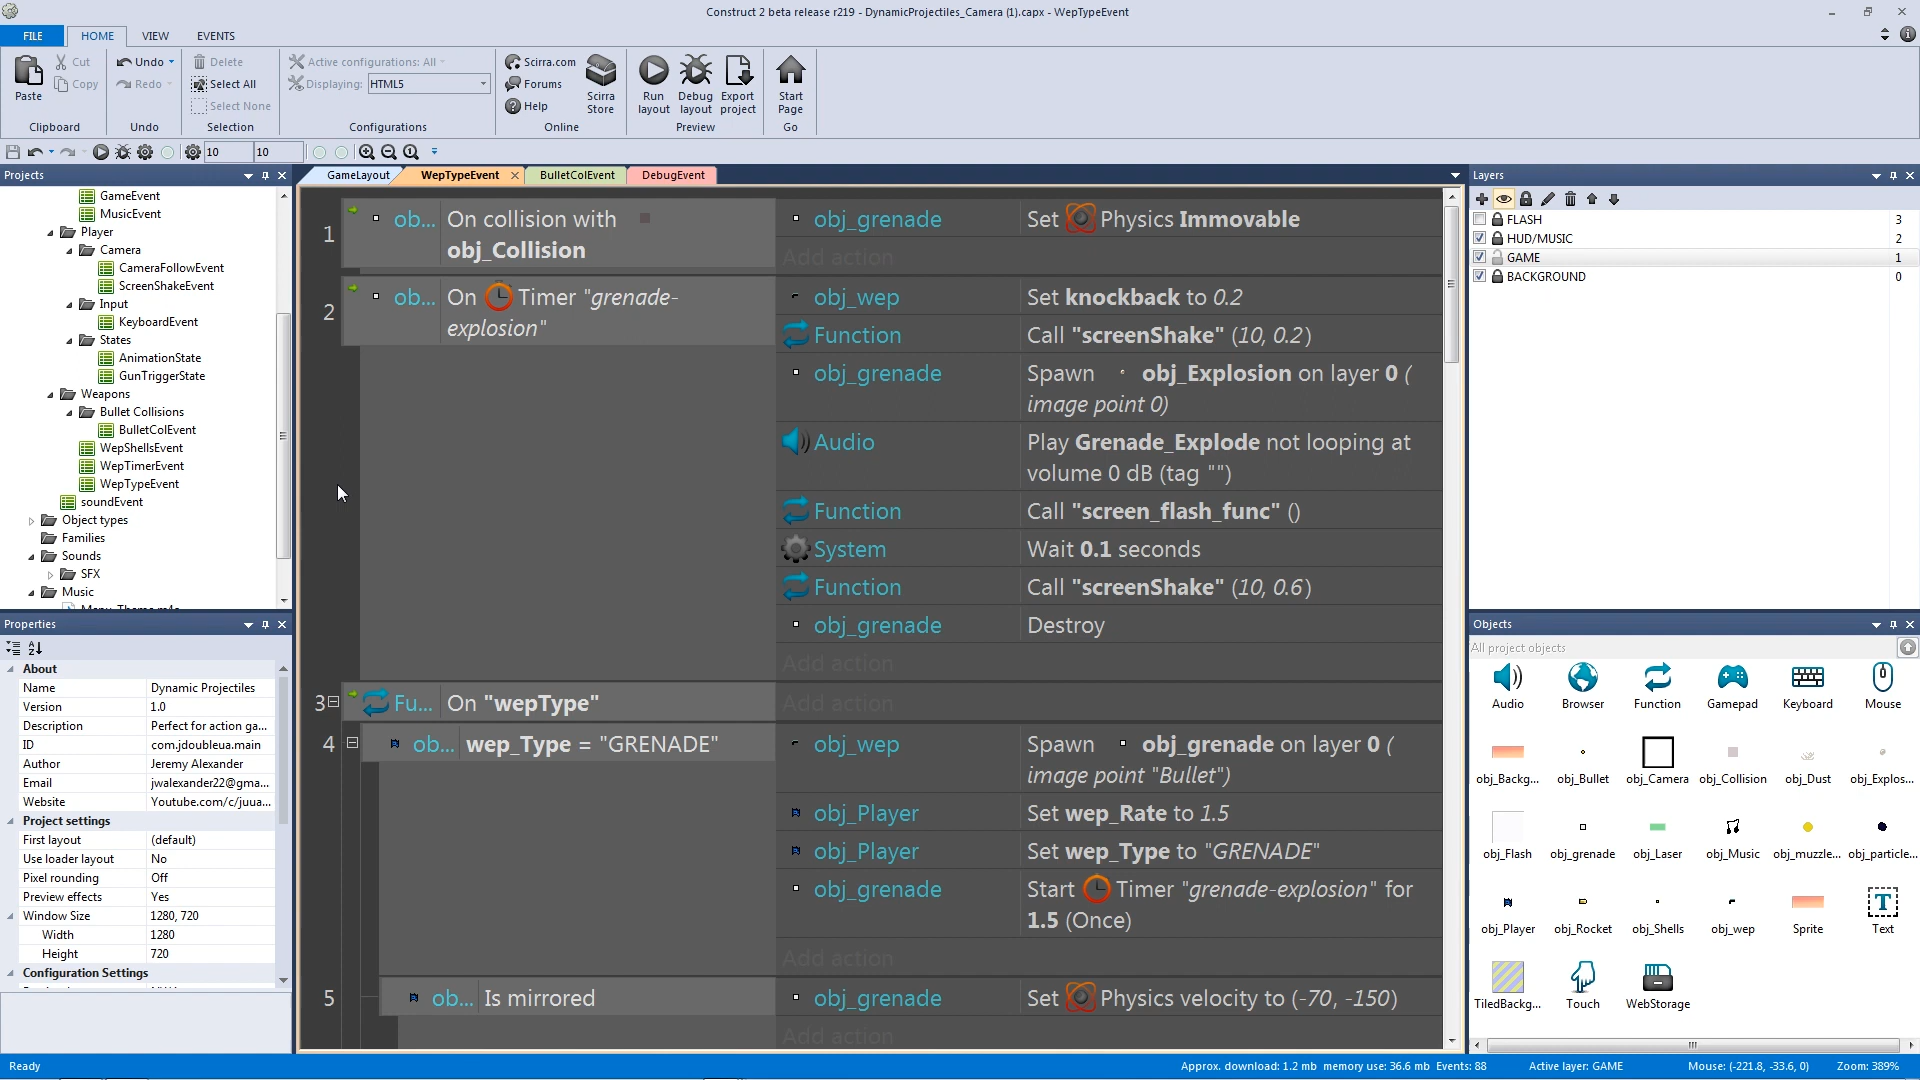 Construct 2 beta release r219 - DynamicProjectiles_Camera (1).capx - WepTypeEvent
FILE HOME VIEW EVENTS
Paste
Cut
Copy
Clipboard
Undo
Redo
Undo
Delete
Select All
Select None
Selection
Active configurations: All
Displaying: HTML5
Configurations
Scirra.com
Forums
Help
Scirra Store
Online
Run layout
Debug layout
Export project
Preview
Start Page
Go
10 10
Projects
GameEvent
MusicEvent
Player
Camera
CameraFollowEvent
ScreenShakeEvent
Input
KeyboardEvent
States
AnimationState
GunTriggerState
Weapons
Bullet Collisions
BulletColEvent
WepShellsEvent
WepTimerEvent
WepTypeEvent
soundEvent
Object types
Families
Sounds
SFX
Music
Properties
About
Name Dynamic Projectiles
Version 1.0
Description Perfect for action ga...
ID com.jdoubleua.main
Author Jeremy Alexander
Email jwalexander22@gma...
Website Youtube.com/c/juua...
Project settings
First layout (default)
Use loader layout No
Pixel rounding Off
Preview effects Yes
Window Size 1280, 720
Width 1280
Height 720
Configuration Settings
GameLayout WepTypeEvent BulletColEvent DebugEvent
1 ob... On collision with
obj_Collision
obj_grenade Set Physics Immovable
Add action
2 ob... On Timer "grenade-
explosion"
obj_wep Set knockback to 0.2
Function Call "screenShake" (10, 0.2)
obj_grenade Spawn obj_Explosion on layer 0 (
image point 0)
Audio Play Grenade_Explode not looping at
volume 0 dB (tag "")
Function Call "screen_flash_func" ()
System Wait 0.1 seconds
Function Call "screenShake" (10, 0.6)
obj_grenade Destroy
Add action
3 Fu... On "wepType" Add action
4 ob... wep_Type = "GRENADE"
obj_wep Spawn obj_grenade on layer 0 (
image point "Bullet")
obj_Player Set wep_Rate to 1.5
obj_Player Set wep_Type to "GRENADE"
obj_grenade Start Timer "grenade-explosion" for
1.5 (Once)
Add action
5 ob... Is mirrored
obj_grenade Set Physics velocity to (-70, -150)
Add action
Layers
FLASH 3
HUD/MUSIC 2
GAME 1
BACKGROUND 0
Objects
All project objects
Audio Browser Function Gamepad Keyboard Mouse
obj_Backg... obj_Bullet obj_Camera obj_Collision obj_Dust obj_Explos...
obj_Flash obj_grenade obj_Laser obj_Music obj_muzzle... obj_particle...
obj_Player obj_Rocket obj_Shells obj_wep Sprite Text
TiledBackg... Touch WebStorage
Ready
Approx. download: 1.2 mb memory use: 36.6 mb Events: 88 Active layer: GAME Mouse: (-221.8, -33.6, 0) Zoom: 389%